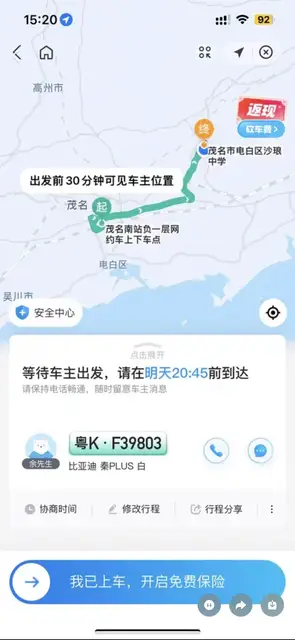 15:20
92
返现
砍车费
高州市
终
茂名市电白区沙琅
中学
出发前30分钟可见车主位置
茂名
起
茂名南站负一层网
约车上下车点
电白区
吴川市
安全中心
点击展开
等待车主出发，请在明天20:45前到达
请保持电话畅通，随时留意车主消息
粤K·F39803
余先生
比亚迪 秦PLUS 白
协商时间
修改行程
行程分享
我已上车，开启免费保险